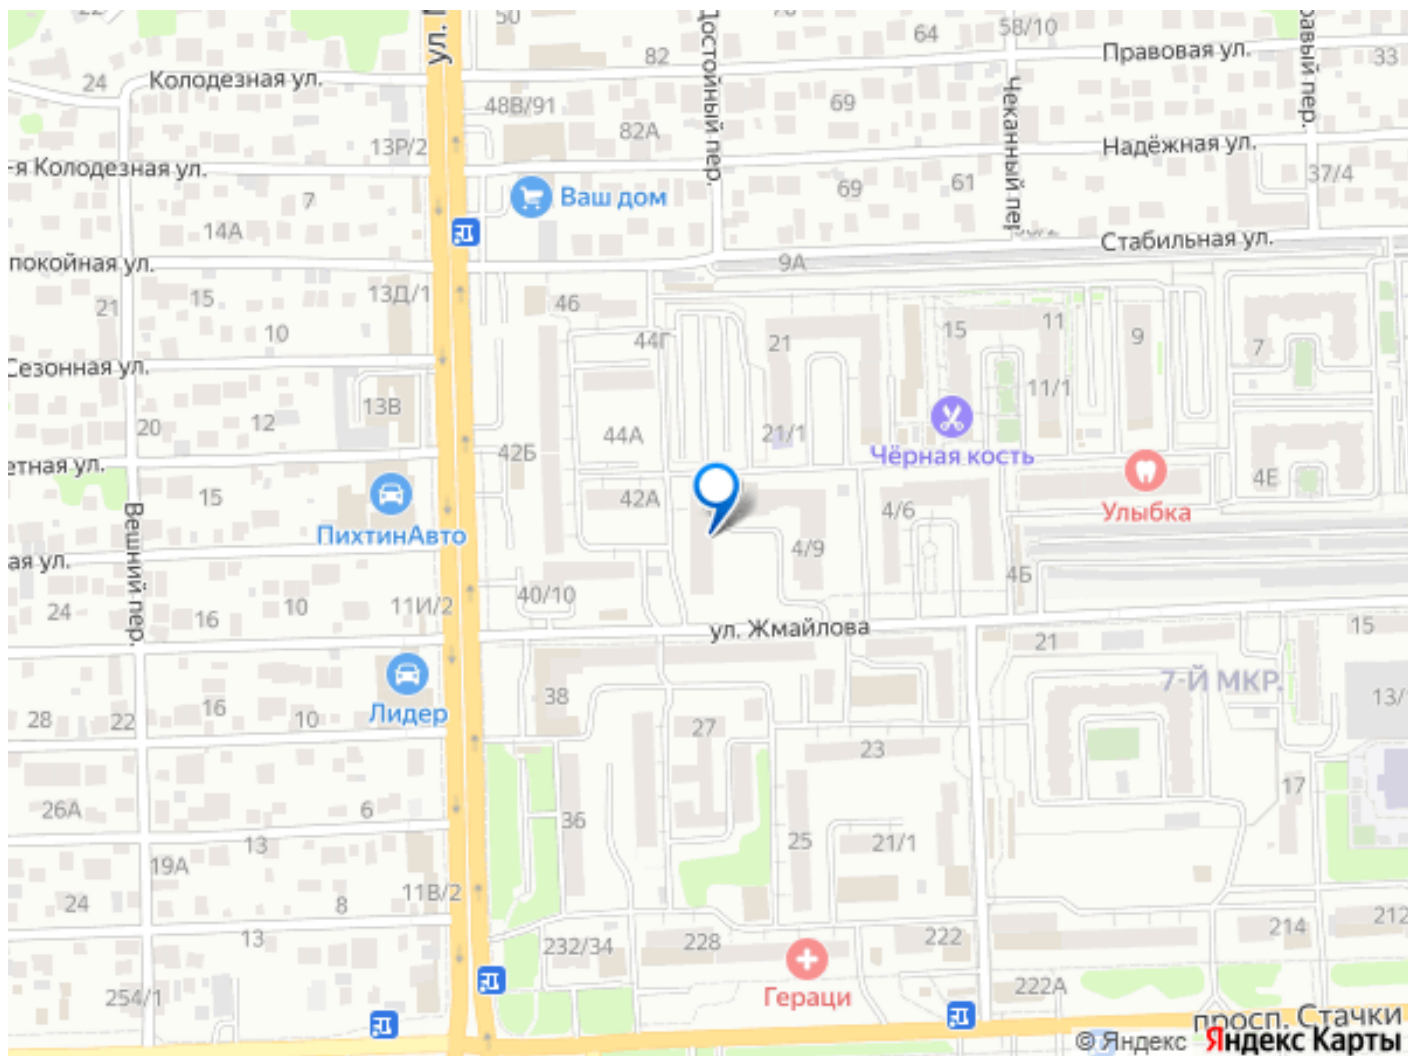 50
82
64
58/10
Правовая ул.
33
24
Колодезная ул.
48В/91
82А
69
Достойный пер.
Чеканный пер
13Р/2
Надёжная ул.
-я Колодезная ул.
7
Ваш дом
69
61
37/4
14А
Стабильная ул.
покойная ул.
9А
21
15
13Д/1
46
10
44Г
21
15
11
9
7
Сезонная ул.
11/1
13В
20
12
44А
21/1
42Б
Чёрная кость
етная ул.
15
42А
4Е
Улыбка
4/6
ПихтинАвто
Вешний пер.
4/9
ая ул.
4Б
24
16
10
11И/2
40/10
ул. Жмайлова
21
15
7-Й МКР.
38
28
22
16
10
Лидер
27
13/
23
17
26А
6
36
25
21/1
13
19А
11В/2
24
8
13
232/34
228
222
214
212
254/1
Гераци
222А
просп. Стачки
© Яндекс Яндекс Карты